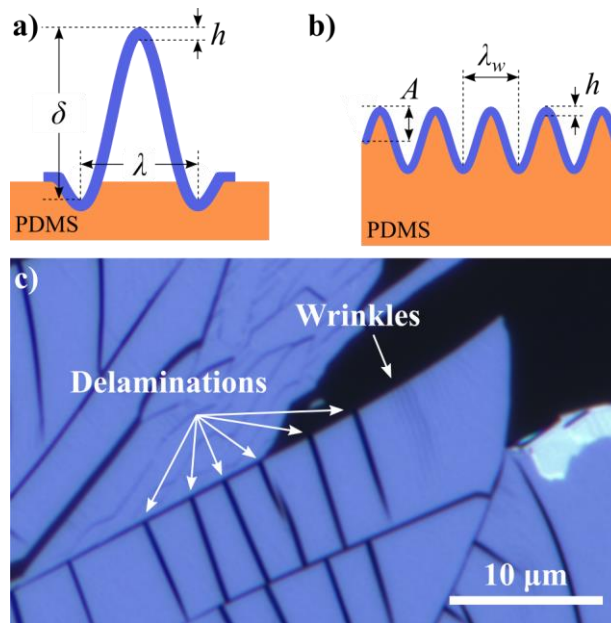 a)
h
δ
λ
PDMS
b)
λw
A
h
PDMS
c)
Wrinkles
Delaminations
10 μm